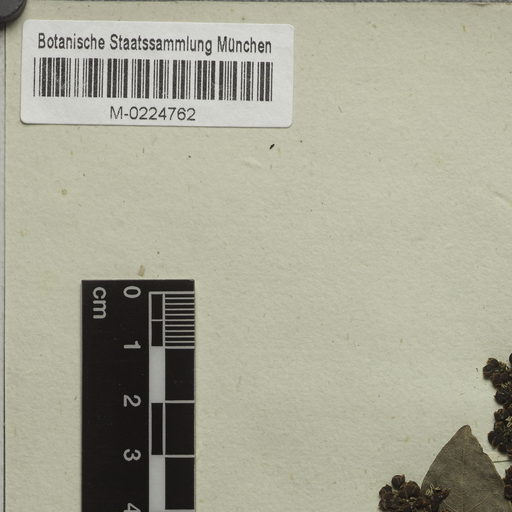 Botanische Staatssammlung München
M-0224762
cm
0
1
2
3
4